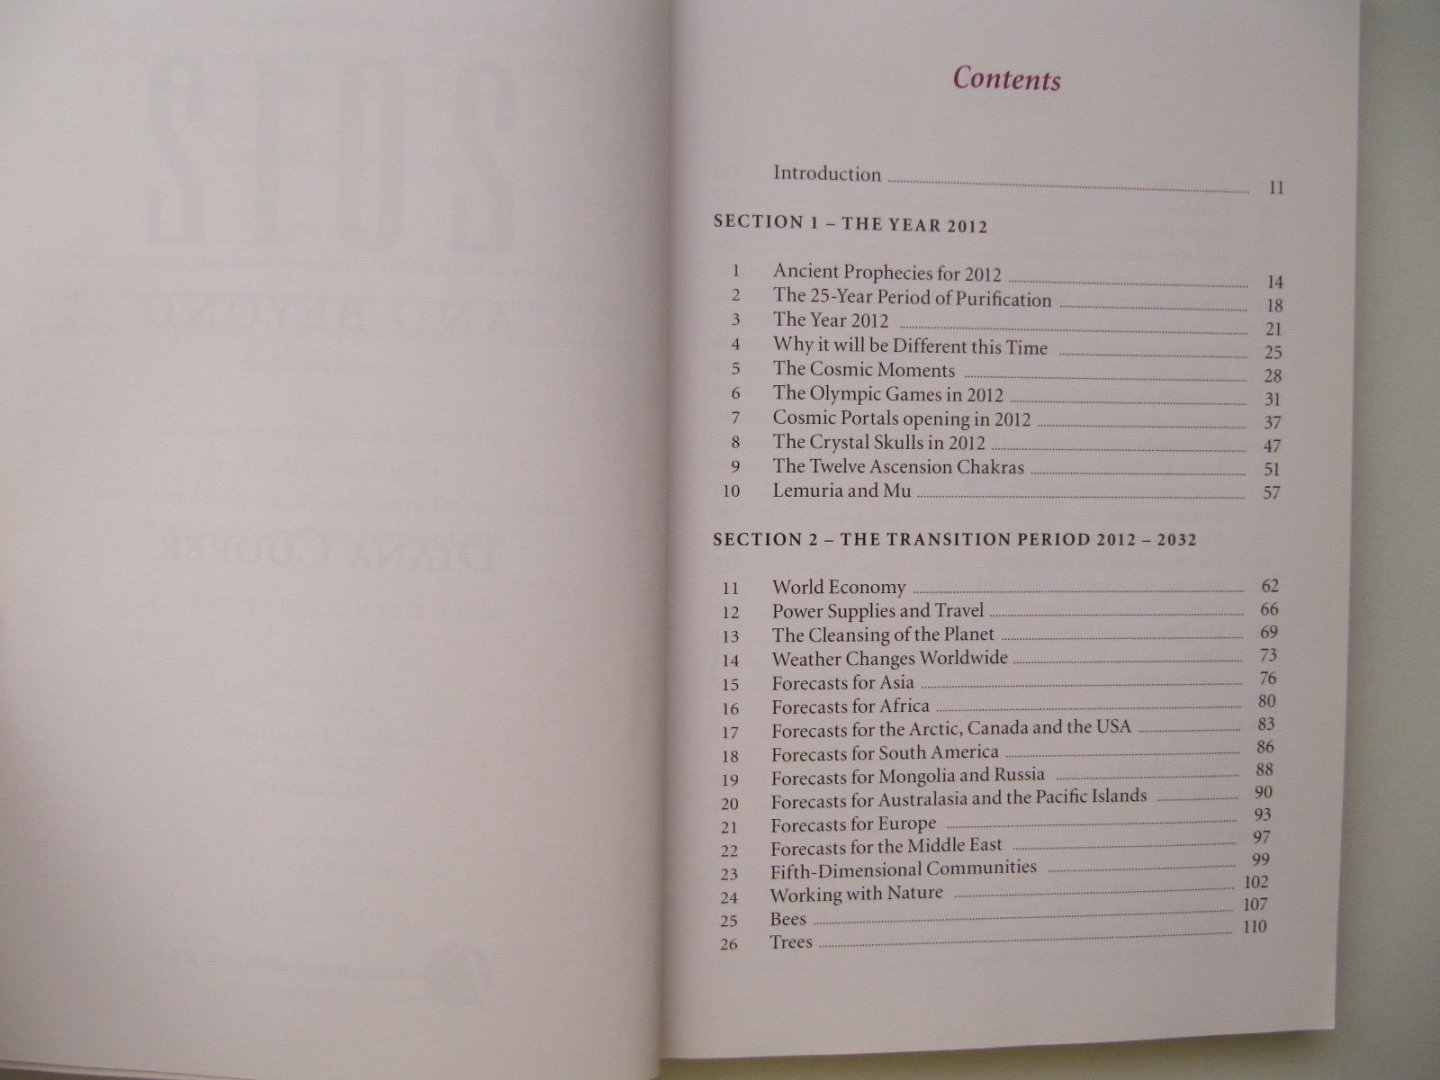 Contents
Introduction 11
SECTION 1 – THE YEAR 2012
1 Ancient Prophecies for 2012 14
2 The 25-Year Period of Purification 18
3 The Year 2012 21
4 Why it will be Different this Time 25
5 The Cosmic Moments 28
6 The Olympic Games in 2012 31
7 Cosmic Portals opening in 2012 37
8 The Crystal Skulls in 2012 47
9 The Twelve Ascension Chakras 51
10 Lemuria and Mu 57
SECTION 2 – THE TRANSITION PERIOD 2012 – 2032
11 World Economy 62
12 Power Supplies and Travel 66
13 The Cleansing of the Planet 69
14 Weather Changes Worldwide 73
15 Forecasts for Asia 76
16 Forecasts for Africa 80
17 Forecasts for the Arctic, Canada and the USA 83
18 Forecasts for South America 86
19 Forecasts for Mongolia and Russia 88
20 Forecasts for Australasia and the Pacific Islands 90
21 Forecasts for Europe 93
22 Forecasts for the Middle East 97
23 Fifth-Dimensional Communities 99
24 Working with Nature 102
25 Bees 107
26 Trees 110